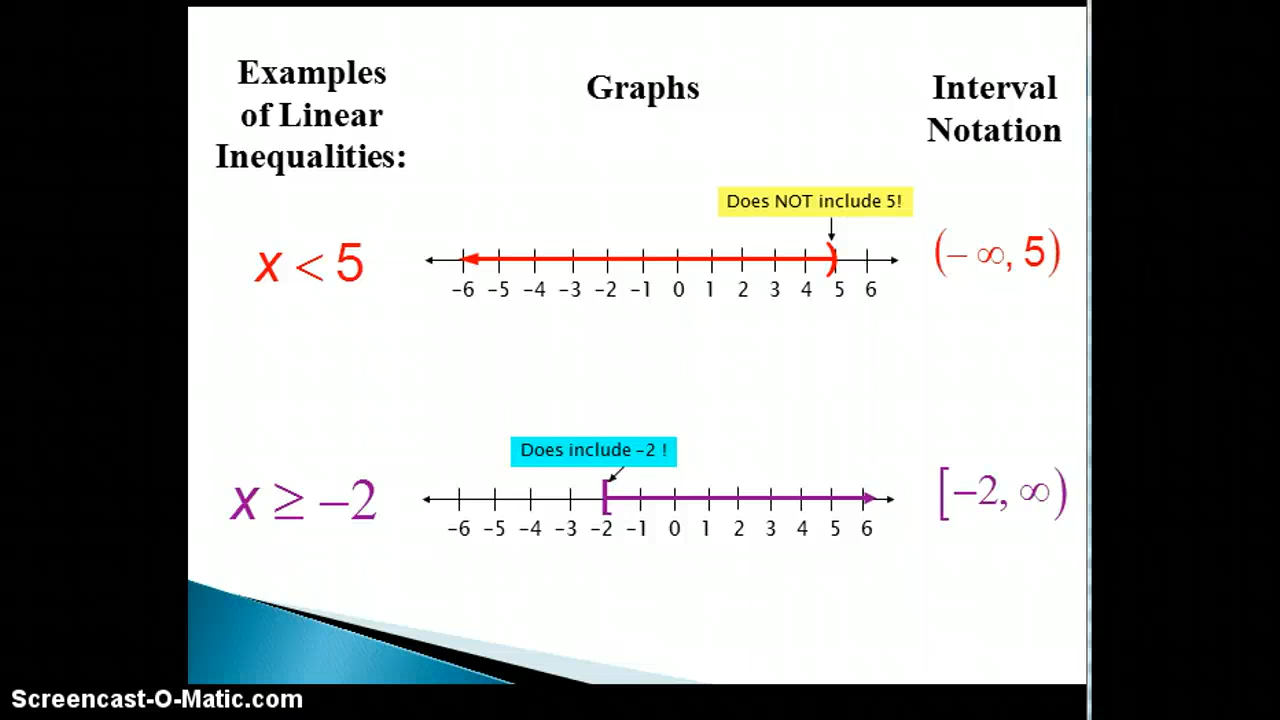 Examples
of Linear
Inequalities:
Graphs
Interval
Notation
Does NOT include 5!
x < 5
(– ∞, 5)
–6 –5 –4 –3 –2 –1 0 1 2 3 4 5 6
Does include –2 !
x ≥ –2
[–2, ∞)
–6 –5 –4 –3 –2 –1 0 1 2 3 4 5 6
Screencast-O-Matic.com